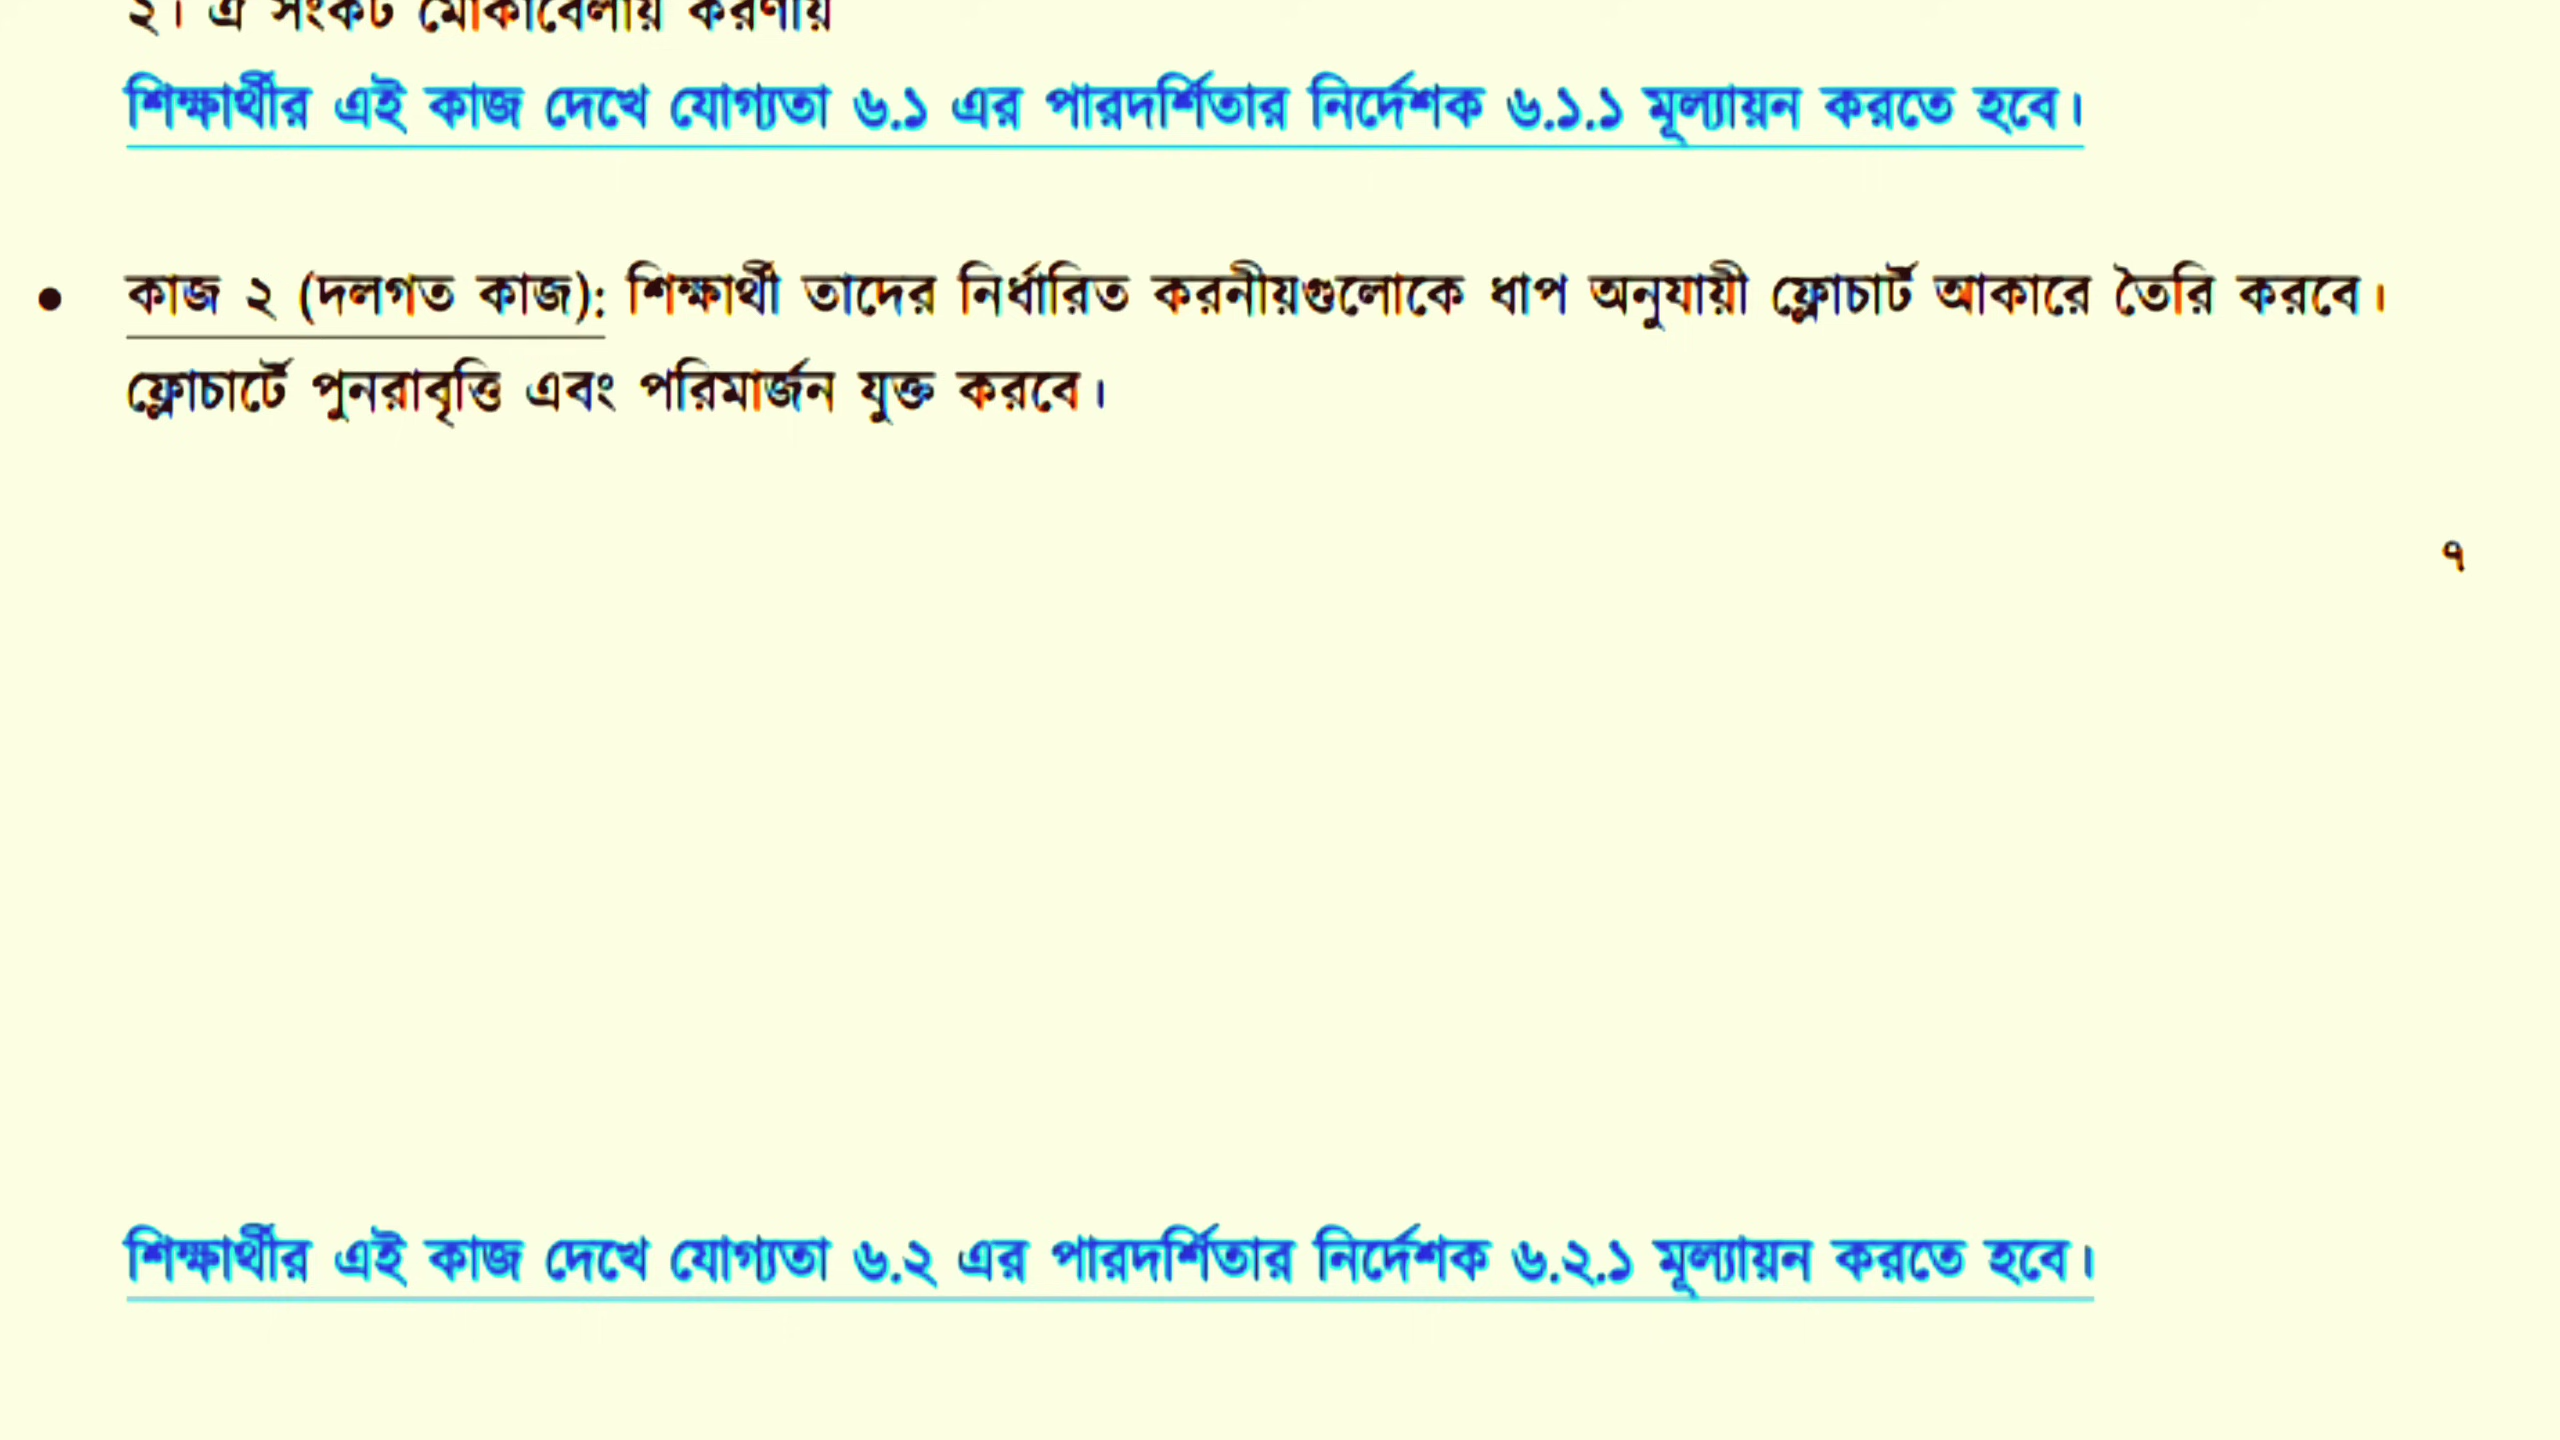 ২। এ সংকট মোকাবেলায় করণীয়
শিক্ষার্থীর এই কাজ দেখে যোগ্যতা ৬.১ এর পারদর্শিতার নির্দেশক ৬.১.১ মূল্যায়ন করতে হবে।
● কাজ ২ (দলগত কাজ): শিক্ষার্থী তাদের নির্ধারিত করনীয়গুলোকে ধাপ অনুযায়ী ফ্লোচার্ট আকারে তৈরি করবে।
ফ্লোচার্টে পুনরাবৃত্তি এবং পরিমার্জন যুক্ত করবে।
৭
শিক্ষার্থীর এই কাজ দেখে যোগ্যতা ৬.২ এর পারদর্শিতার নির্দেশক ৬.২.১ মূল্যায়ন করতে হবে।